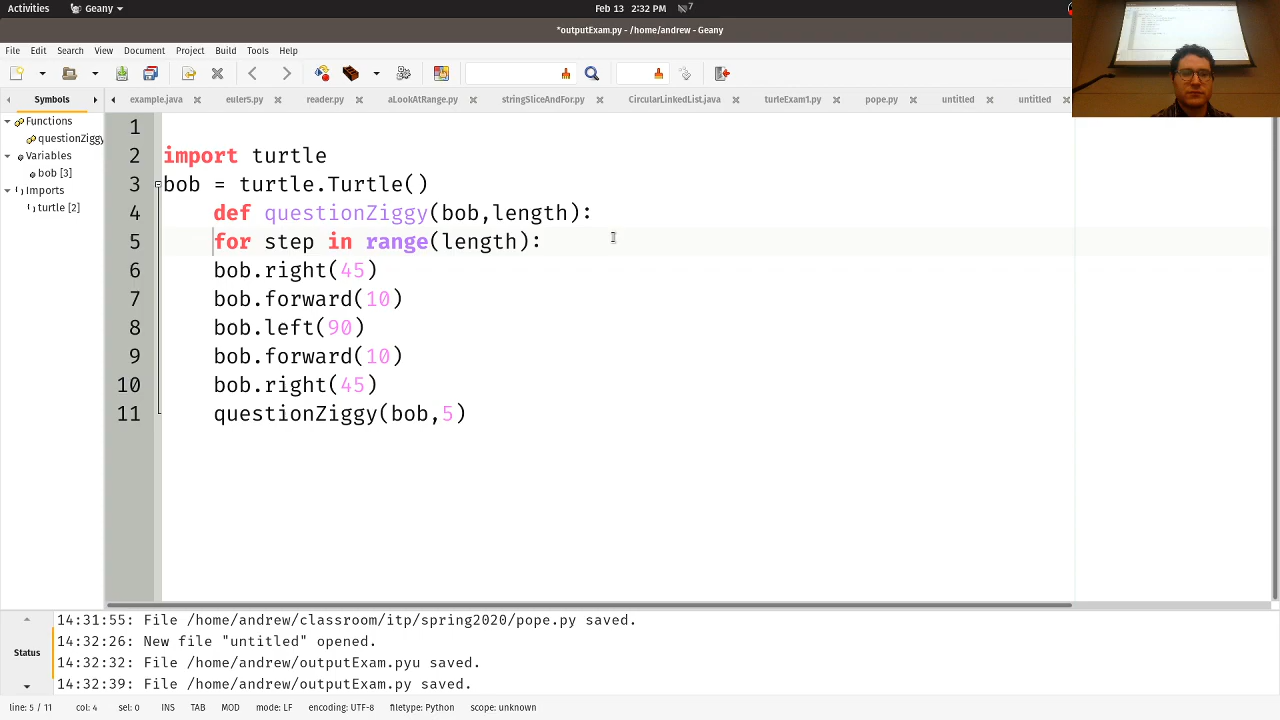 Activities
Geany
Feb 13 2:32 PM
*outputExam.py - /home/andrew - Geany
File Edit Search View Document Project Build Tools Help
Symbols
example.java
euler5.py
reader.py
aLookAtRange.py
stringSliceAndFor.py
CircularLinkedList.java
turtleExam1.py
pope.py
untitled
untitled
Functions
questionZiggy
Variables
bob [3]
Imports
turtle [2]
1
2 import turtle
3 bob = turtle.Turtle()
4 def questionZiggy(bob,length):
5 for step in range(length):
6 bob.right(45)
7 bob.forward(10)
8 bob.left(90)
9 bob.forward(10)
10 bob.right(45)
11 questionZiggy(bob,5)
Status
14:31:55: File /home/andrew/classroom/itp/spring2020/pope.py saved.
14:32:26: New file "untitled" opened.
14:32:32: File /home/andrew/outputExam.pyu saved.
14:32:39: File /home/andrew/outputExam.py saved.
line: 5 / 11 col: 4 sel: 0 INS TAB MOD mode: LF encoding: UTF-8 filetype: Python scope: unknown